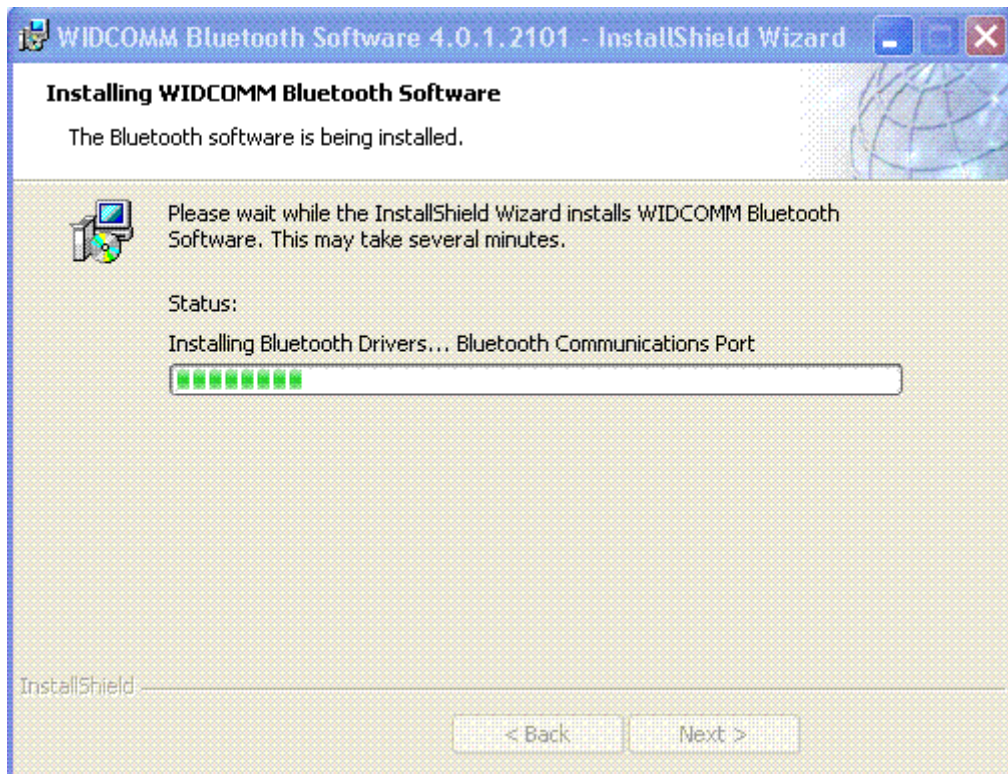 WIDCOMM Bluetooth Software 4.0.1.2101 - InstallShield Wizard
Installing WIDCOMM Bluetooth Software
The Bluetooth software is being installed.
Please wait while the InstallShield Wizard installs WIDCOMM Bluetooth
Software. This may take several minutes.
Status:
Installing Bluetooth Drivers... Bluetooth Communications Port
InstallShield
< Back
Next >